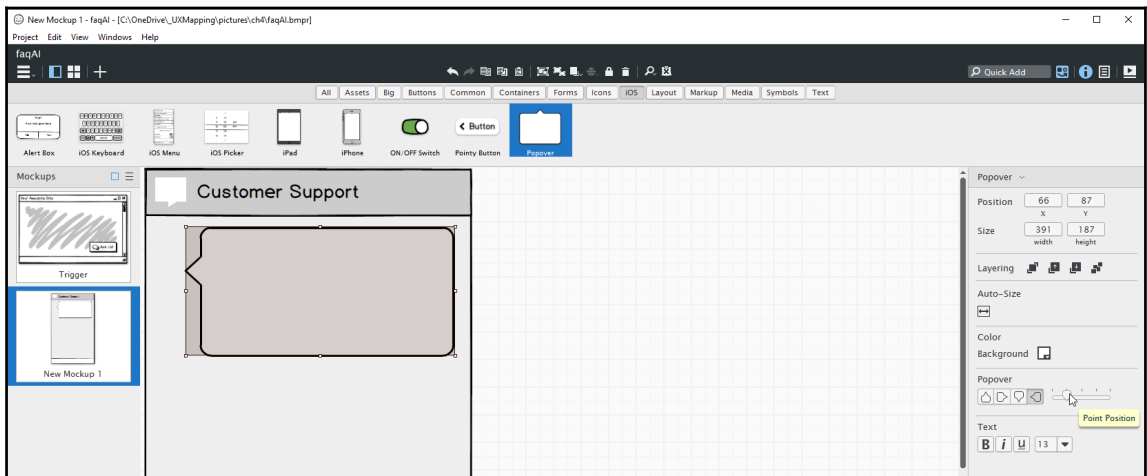 New Mockup 1 - faqAI - [C:\OneDrive\_UXMapping\pictures\ch4\faqAI.bmpr]
Project Edit View Windows Help
faqAI
Quick Add
All Assets Big Buttons Common Containers Forms Icons iOS Layout Markup Media Symbols Text
Button
Alert Box iOS Keyboard iOS Menu iOS Picker iPad iPhone ON/OFF Switch Pointy Button Popover
Mockups
Trigger
New Mockup 1
Customer Support
Popover
Position 66 87
X Y
Size 391 187
width height
Layering
Auto-Size
Color
Background
Popover
Point Position
Text
B i U 13